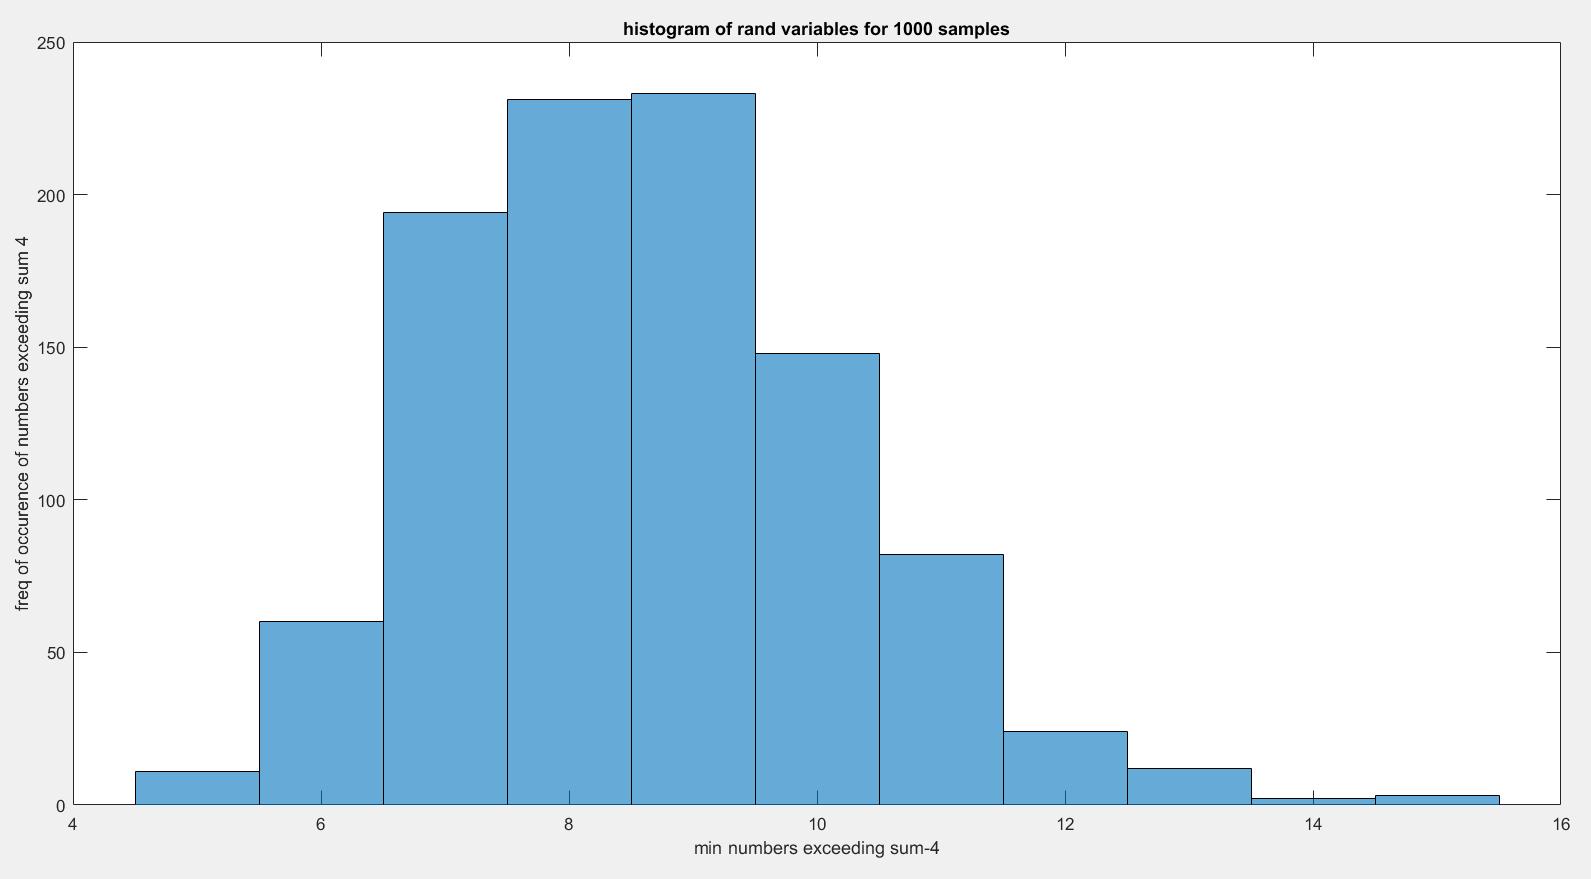 histogram of rand variables for 1000 samples
250
200
150
100
50
0
freq of occurence of numbers exceeding sum 4
4 6 8 10 12 14 16
min numbers exceeding sum-4